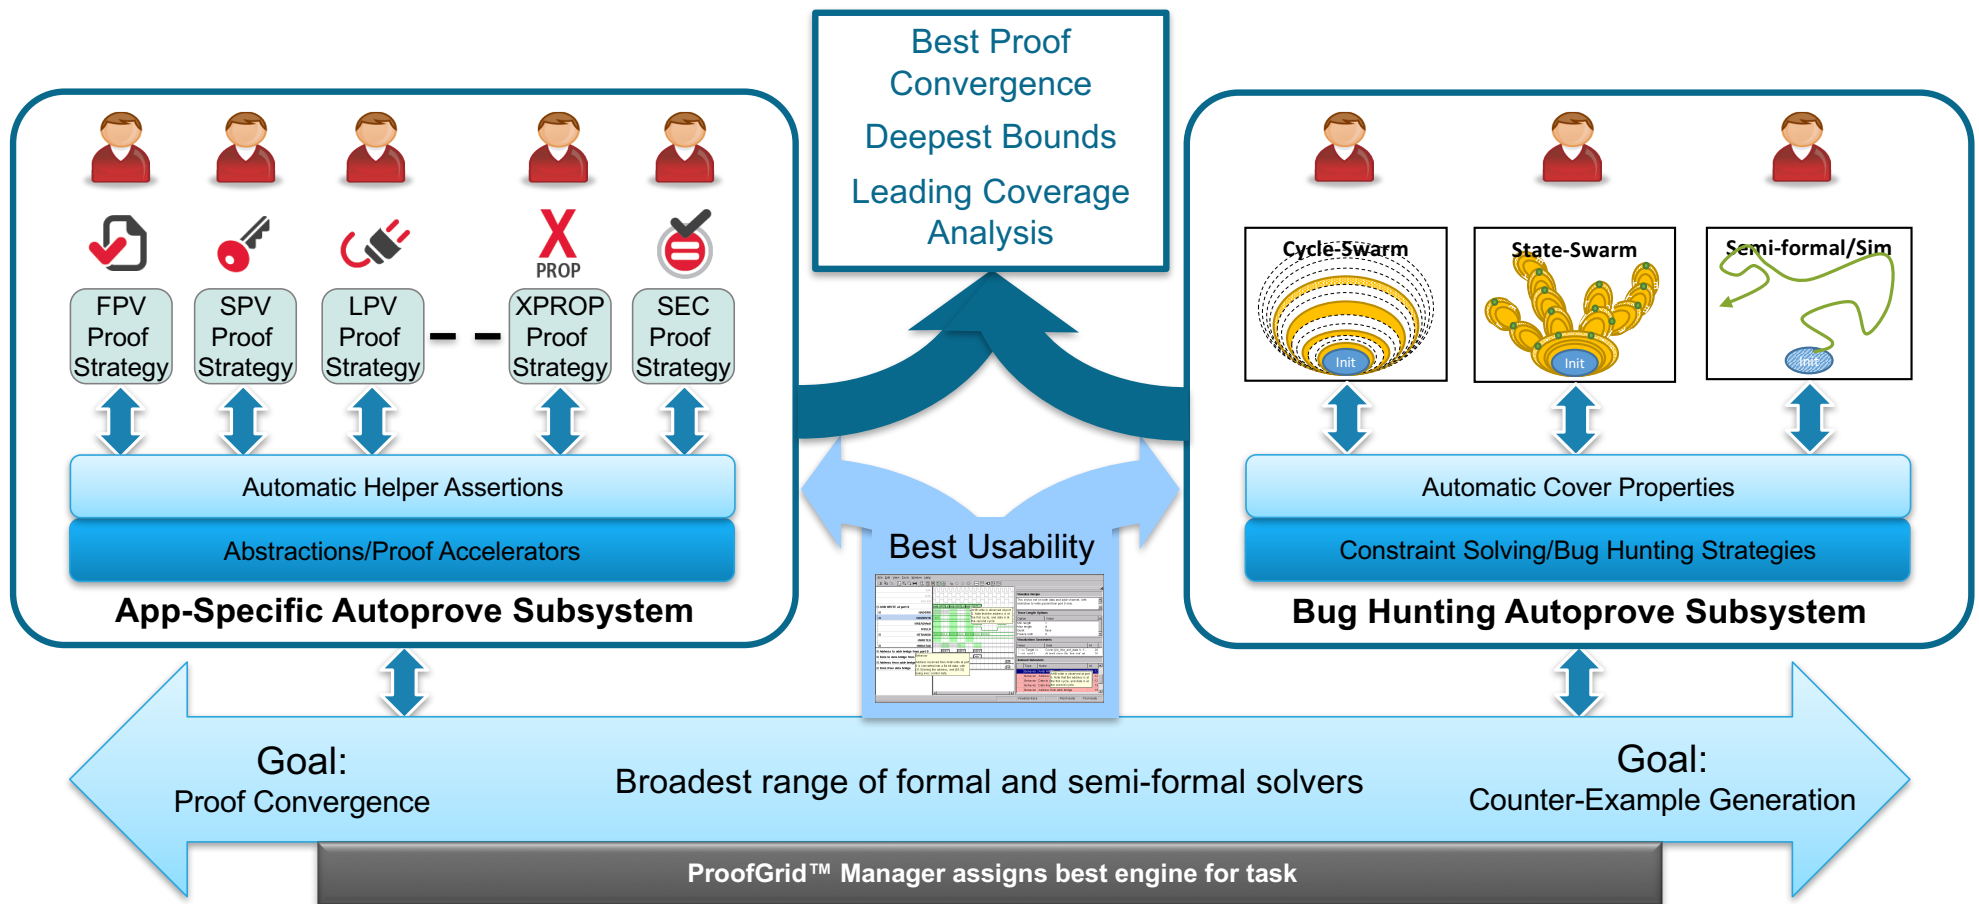 Best Proof
Convergence
Deepest Bounds
Leading Coverage
Analysis
X
PROP
FPV
Proof
Strategy
SPV
Proof
Strategy
LPV
Proof
Strategy
XPROP
Proof
Strategy
SEC
Proof
Strategy
Automatic Helper Assertions
Abstractions/Proof Accelerators
App-Specific Autoprove Subsystem
Cycle-Swarm
Init
State-Swarm
Init
Semi-formal/Sim
Init
Automatic Cover Properties
Constraint Solving/Bug Hunting Strategies
Bug Hunting Autoprove Subsystem
Best Usability
Goal:
Proof Convergence
Broadest range of formal and semi-formal solvers
Goal:
Counter-Example Generation
ProofGrid™ Manager assigns best engine for task